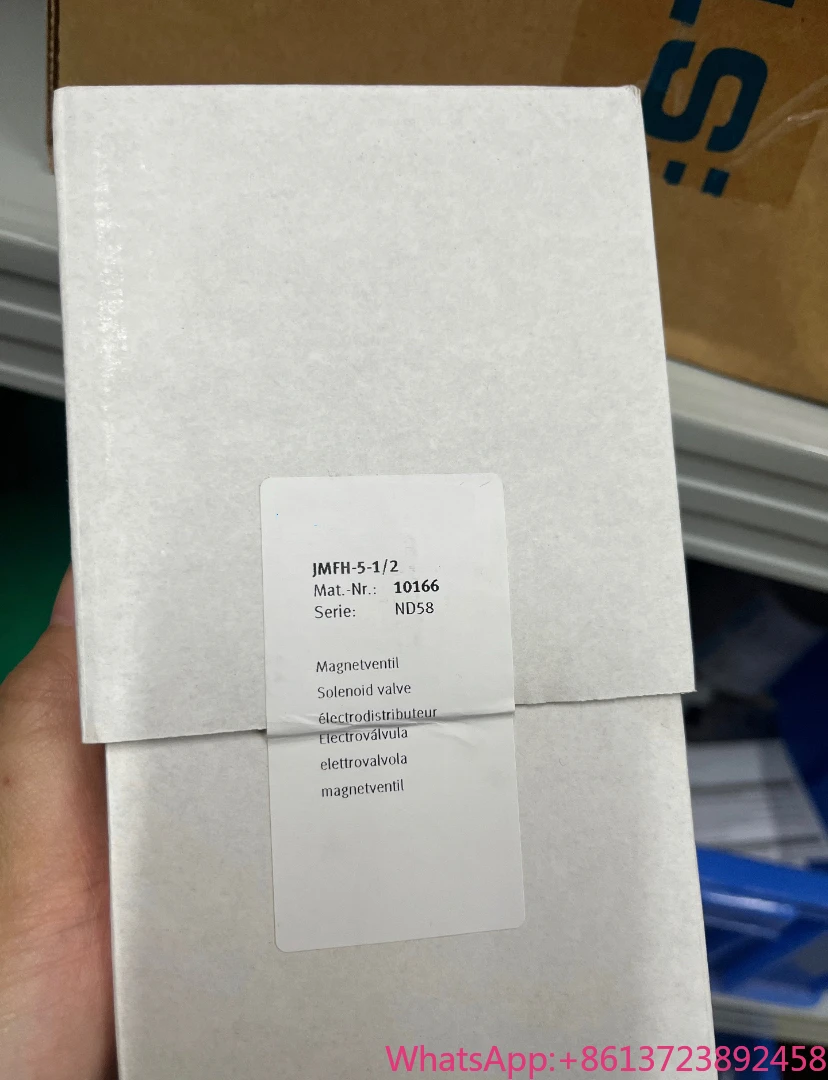 JMFH-5-1/2
Mat.-Nr.: 10166
Serie: ND58
Magnetventil
Solenoid valve
électrodistributeur
Electroválvula
elettrovalvola
magnetventil
WhatsApp:+8613723892458